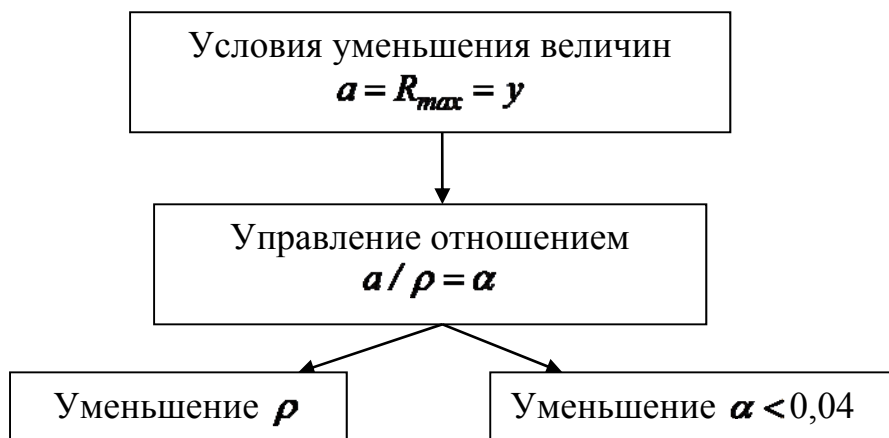 Условия уменьшения величин
a = R_max = y
Управление отношением
a / ρ = α
Уменьшение ρ
Уменьшение α < 0,04